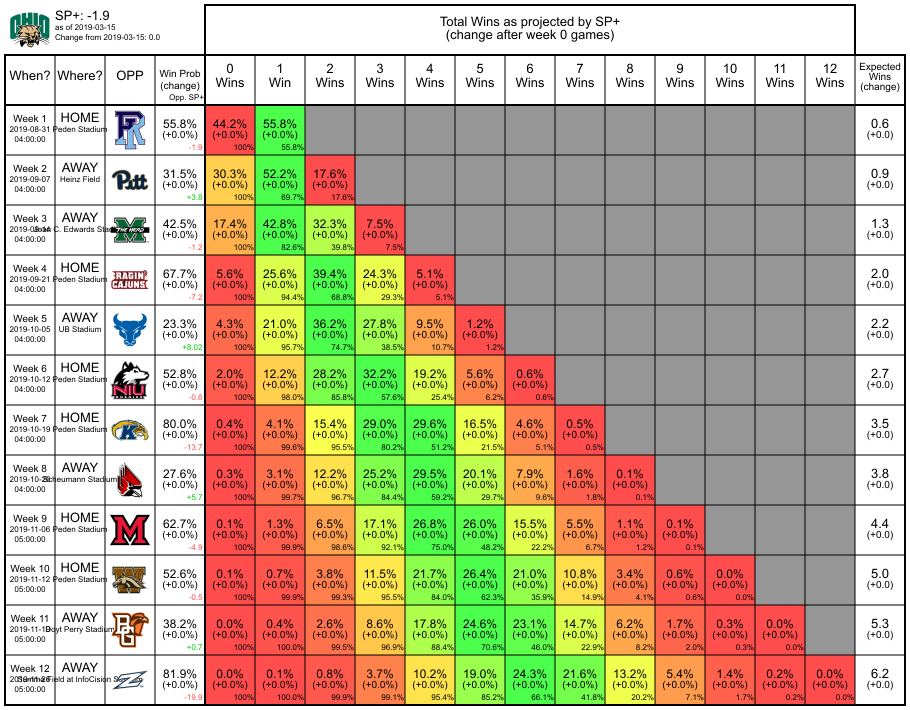 OHIO
SP+: -1.9
as of 2019-03-15
Change from 2019-03-15: 0.0
Total Wins as projected by SP+
(change after week 0 games)
When? Where? OPP Win Prob (change) Opp. SP+ 0 Wins 1 Win 2 Wins 3 Wins 4 Wins 5 Wins 6 Wins 7 Wins 8 Wins 9 Wins 10 Wins 11 Wins 12 Wins Expected Wins (change)
Week 1 HOME 55.8% 44.2% 55.8% 0.6
2019-08-31 Peden Stadium (+0.0%) (+0.0%) (+0.0%) (+0.0)
04:00:00 -1.9 100% 55.8%
Week 2 AWAY Pitt 31.5% 30.3% 52.2% 17.6% 0.9
2019-09-07 Heinz Field (+0.0%) (+0.0%) (+0.0%) (+0.0%) (+0.0)
04:00:00 +3.8 100% 69.7% 17.6%
Week 3 AWAY M THE HERD 42.5% 17.4% 42.8% 32.3% 7.5% 1.3
C. Edwards (+0.0%) (+0.0%) (+0.0%) (+0.0%) (+0.0%) (+0.0)
04:00:00 -1.2 100% 82.6% 39.8% 7.5%
Week 4 HOME RAGIN' CAJUNS 67.7% 5.6% 25.6% 39.4% 24.3% 5.1% 2.0
2019-09-21 Peden Stadium (+0.0%) (+0.0%) (+0.0%) (+0.0%) (+0.0%) (+0.0%) (+0.0)
04:00:00 -7.2 100% 94.4% 68.8% 29.3% 5.1%
Week 5 AWAY 23.3% 4.3% 21.0% 36.2% 27.8% 9.5% 1.2% 2.2
2019-10-05 UB Stadium (+0.0%) (+0.0%) (+0.0%) (+0.0%) (+0.0%) (+0.0%) (+0.0%) (+0.0)
04:00:00 +8.02 100% 95.7% 74.7% 38.5% 10.7% 1.2%
Week 6 HOME NIU 52.8% 2.0% 12.2% 28.2% 32.2% 19.2% 5.6% 0.6% 2.7
2019-10-12 Peden Stadium (+0.0%) (+0.0%) (+0.0%) (+0.0%) (+0.0%) (+0.0%) (+0.0%) (+0.0%) (+0.0)
04:00:00 -0.6 100% 98.0% 85.8% 57.6% 25.4% 6.2% 0.6%
Week 7 HOME K 80.0% 0.4% 4.1% 15.4% 29.0% 29.6% 16.5% 4.6% 0.5% 3.5
2019-10-19 Peden Stadium (+0.0%) (+0.0%) (+0.0%) (+0.0%) (+0.0%) (+0.0%) (+0.0%) (+0.0%) (+0.0%) (+0.0)
04:00:00 -13.7 100% 99.6% 95.5% 80.2% 51.2% 21.5% 5.1% 0.5%
Week 8 AWAY 27.6% 0.3% 3.1% 12.2% 25.2% 29.5% 20.1% 7.9% 1.6% 0.1% 3.8
Scheumann (+0.0%) (+0.0%) (+0.0%) (+0.0%) (+0.0%) (+0.0%) (+0.0%) (+0.0%) (+0.0%) (+0.0%) (+0.0)
04:00:00 +5.7 100% 99.7% 96.7% 84.4% 59.2% 29.7% 9.6% 1.8% 0.1%
Week 9 HOME M 62.7% 0.1% 1.3% 6.5% 17.1% 26.8% 26.0% 15.5% 5.5% 1.1% 0.1% 4.4
2019-11-06 Peden Stadium (+0.0%) (+0.0%) (+0.0%) (+0.0%) (+0.0%) (+0.0%) (+0.0%) (+0.0%) (+0.0%) (+0.0%) (+0.0%) (+0.0)
05:00:00 -4.9 100% 99.9% 98.6% 92.1% 75.0% 48.2% 22.2% 6.7% 1.2% 0.1%
Week 10 HOME W 52.6% 0.1% 0.7% 3.8% 11.5% 21.7% 26.4% 21.0% 10.8% 3.4% 0.6% 0.0% 5.0
2019-11-12 Peden Stadium (+0.0%) (+0.0%) (+0.0%) (+0.0%) (+0.0%) (+0.0%) (+0.0%) (+0.0%) (+0.0%) (+0.0%) (+0.0%) (+0.0%) (+0.0)
05:00:00 -0.5 100% 99.9% 99.3% 95.5% 84.0% 62.3% 35.9% 14.9% 4.1% 0.6% 0.0%
Week 11 AWAY BG 38.2% 0.0% 0.4% 2.6% 8.6% 17.8% 24.6% 23.1% 14.7% 6.2% 1.7% 0.3% 0.0% 5.3
Doyt Perry Stadium (+0.0%) (+0.0%) (+0.0%) (+0.0%) (+0.0%) (+0.0%) (+0.0%) (+0.0%) (+0.0%) (+0.0%) (+0.0%) (+0.0%) (+0.0%) (+0.0)
05:00:00 +0.7 100% 100.0% 99.5% 96.9% 88.4% 70.6% 46.0% 22.9% 8.2% 2.0% 0.3% 0.0%
Week 12 AWAY Z 81.9% 0.0% 0.1% 0.8% 3.7% 10.2% 19.0% 24.3% 21.6% 13.2% 5.4% 1.4% 0.2% 0.0% 6.2
Field at InfoCision (+0.0%) (+0.0%) (+0.0%) (+0.0%) (+0.0%) (+0.0%) (+0.0%) (+0.0%) (+0.0%) (+0.0%) (+0.0%) (+0.0%) (+0.0%) (+0.0%) (+0.0)
05:00:00 -19.9 100% 100.0% 99.9% 99.1% 95.4% 85.2% 66.1% 41.8% 20.2% 7.1% 1.7% 0.2% 0.0%